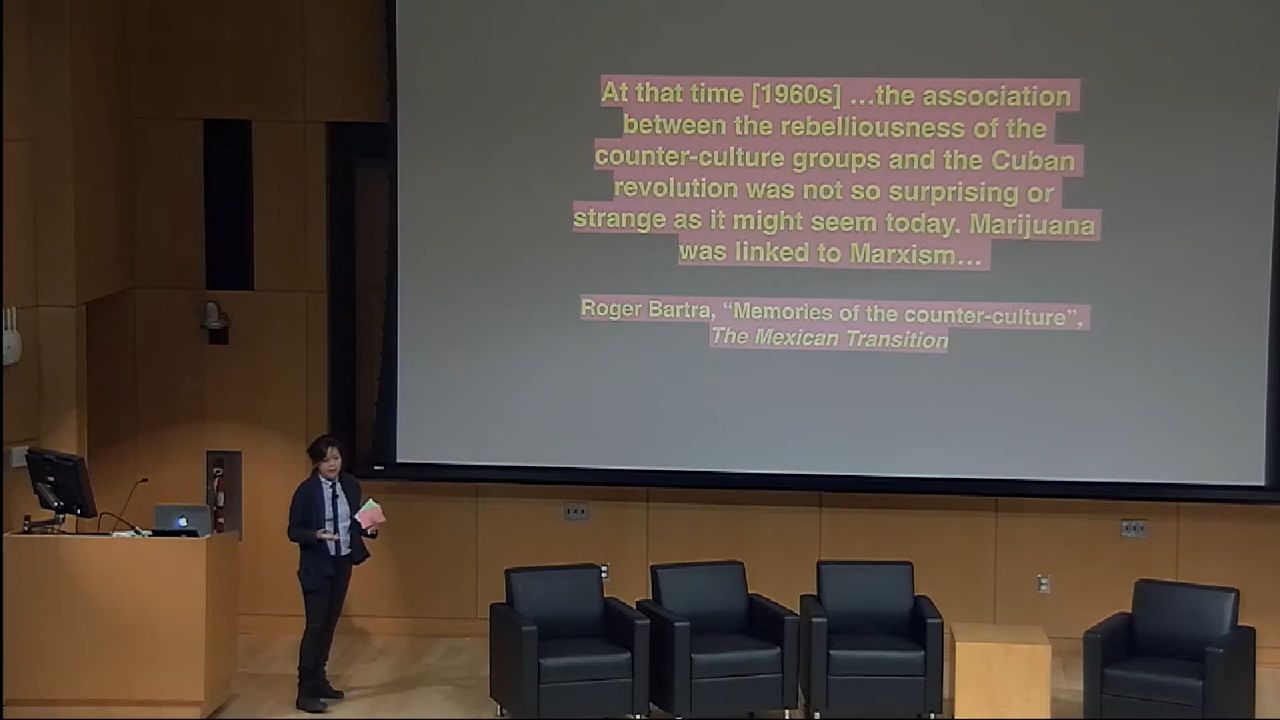 At that time [1960s] …the association
between the rebelliousness of the
counter-culture groups and the Cuban
revolution was not so surprising or
strange as it might seem today. Marijuana
was linked to Marxism…
Roger Bartra, “Memories of the counter-culture”,
The Mexican Transition